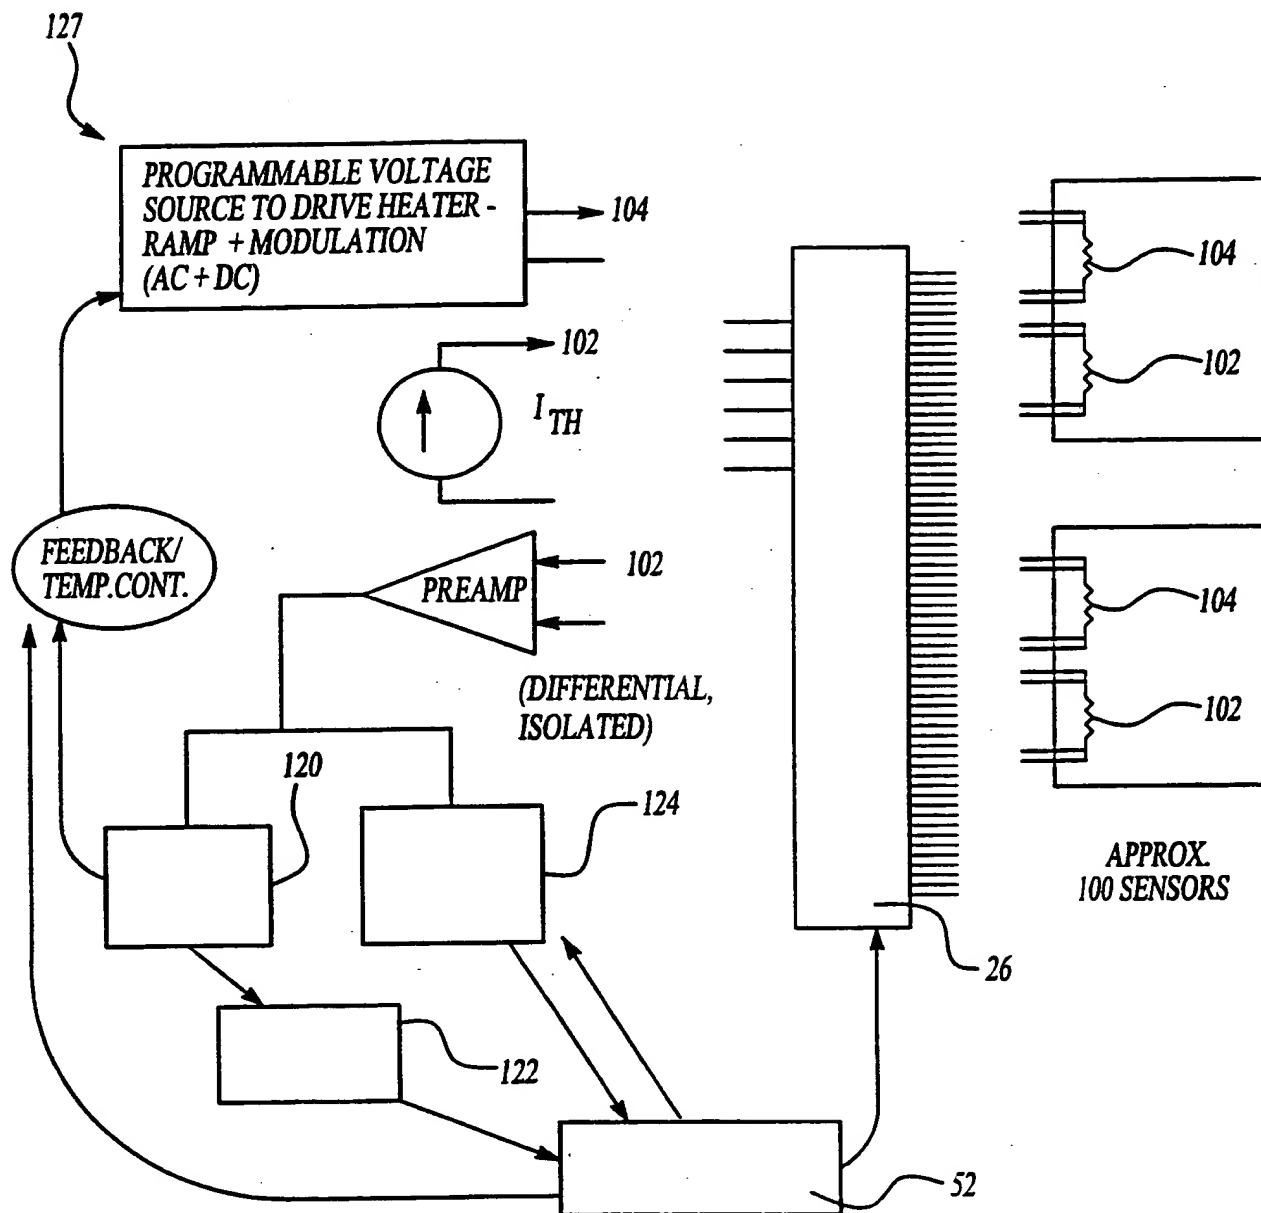 127
PROGRAMMABLE VOLTAGE
SOURCE TO DRIVE HEATER -
RAMP + MODULATION
(AC + DC)
104
102
I TH
FEEDBACK/
TEMP.CONT.
PREAMP
102
(DIFFERENTIAL,
ISOLATED)
120
124
122
52
26
104
102
104
102
APPROX.
100 SENSORS